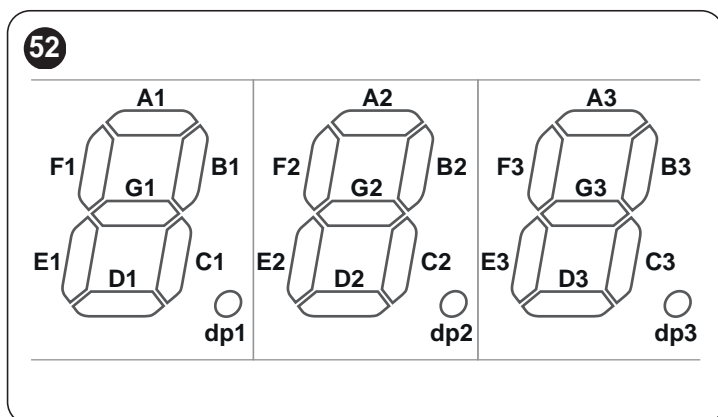 52
A1 A2 A3
F1 B1 F2 B2 F3 B3
G1 G2 G3
E1 C1 E2 C2 E3 C3
D1 D2 D3
dp1 dp2 dp3